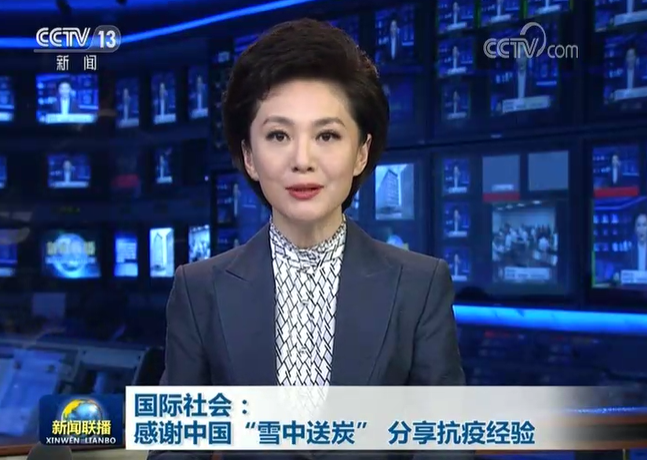 CCTV 13
新闻
CCTV.com
国际社会：
感谢中国“雪中送炭” 分享抗疫经验
新闻联播
XINWEN LIANBO